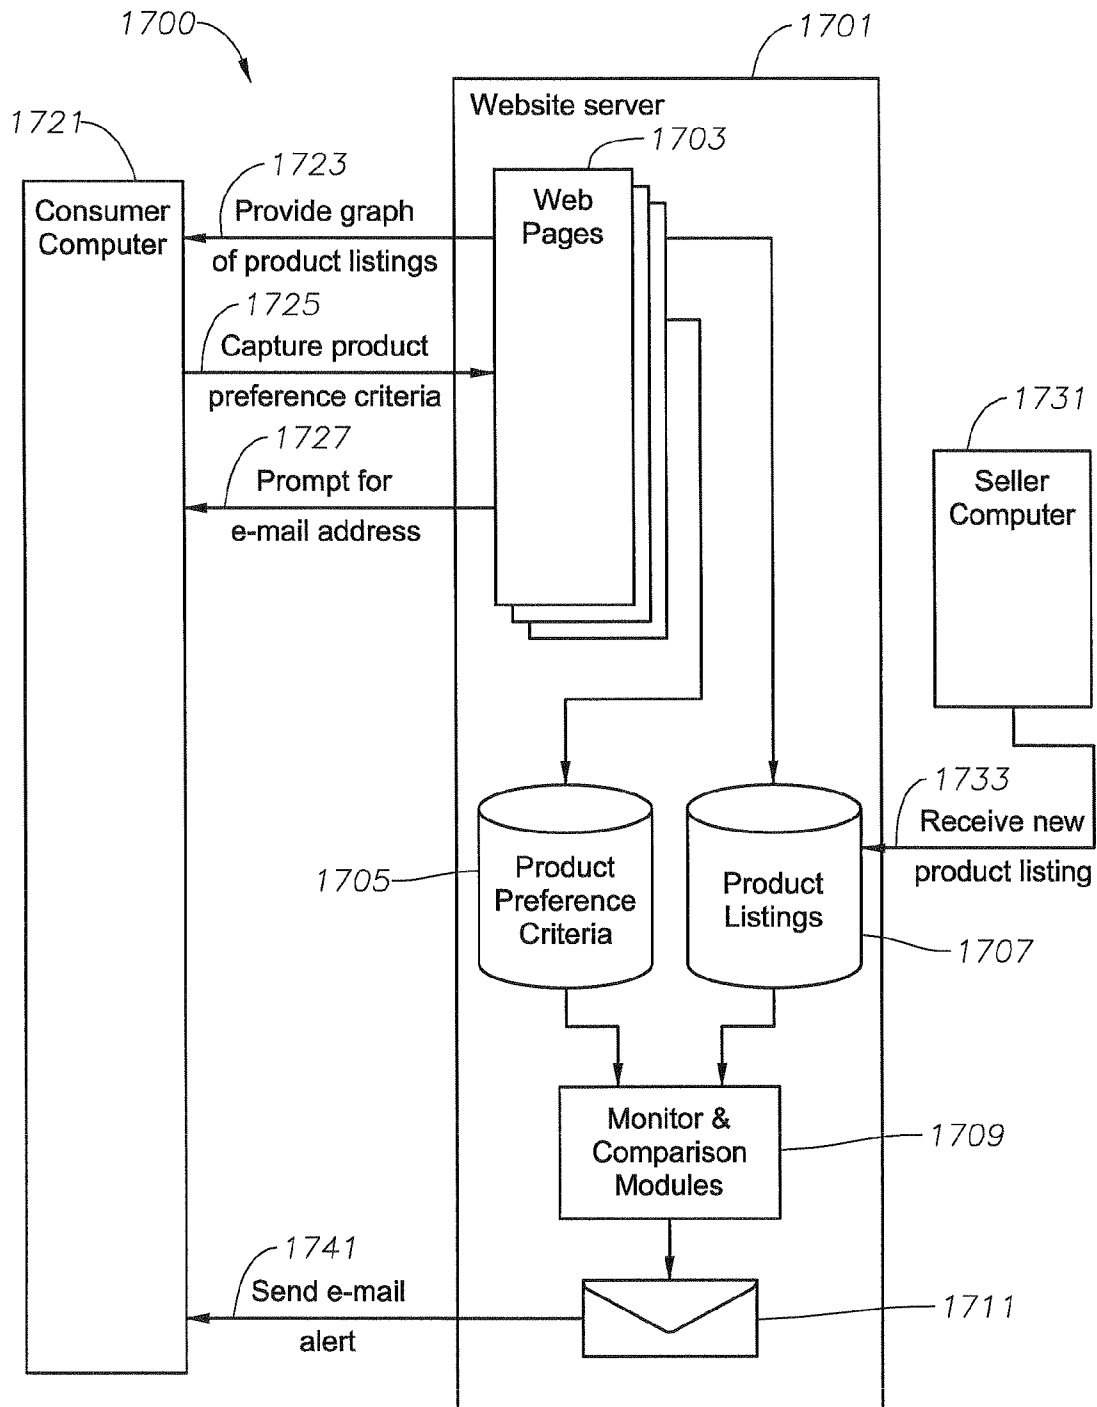 1700
1701
Website server
1721
1703
1723
Consumer
Computer
Provide graph
of product listings
Web
Pages
1725
Capture product
preference criteria
1731
1727
Prompt for
e-mail address
Seller
Computer
1733
Receive new
product listing
1705
Product
Preference
Criteria
Product
Listings
1707
Monitor &
Comparison
Modules
1709
1741
Send e-mail
alert
1711